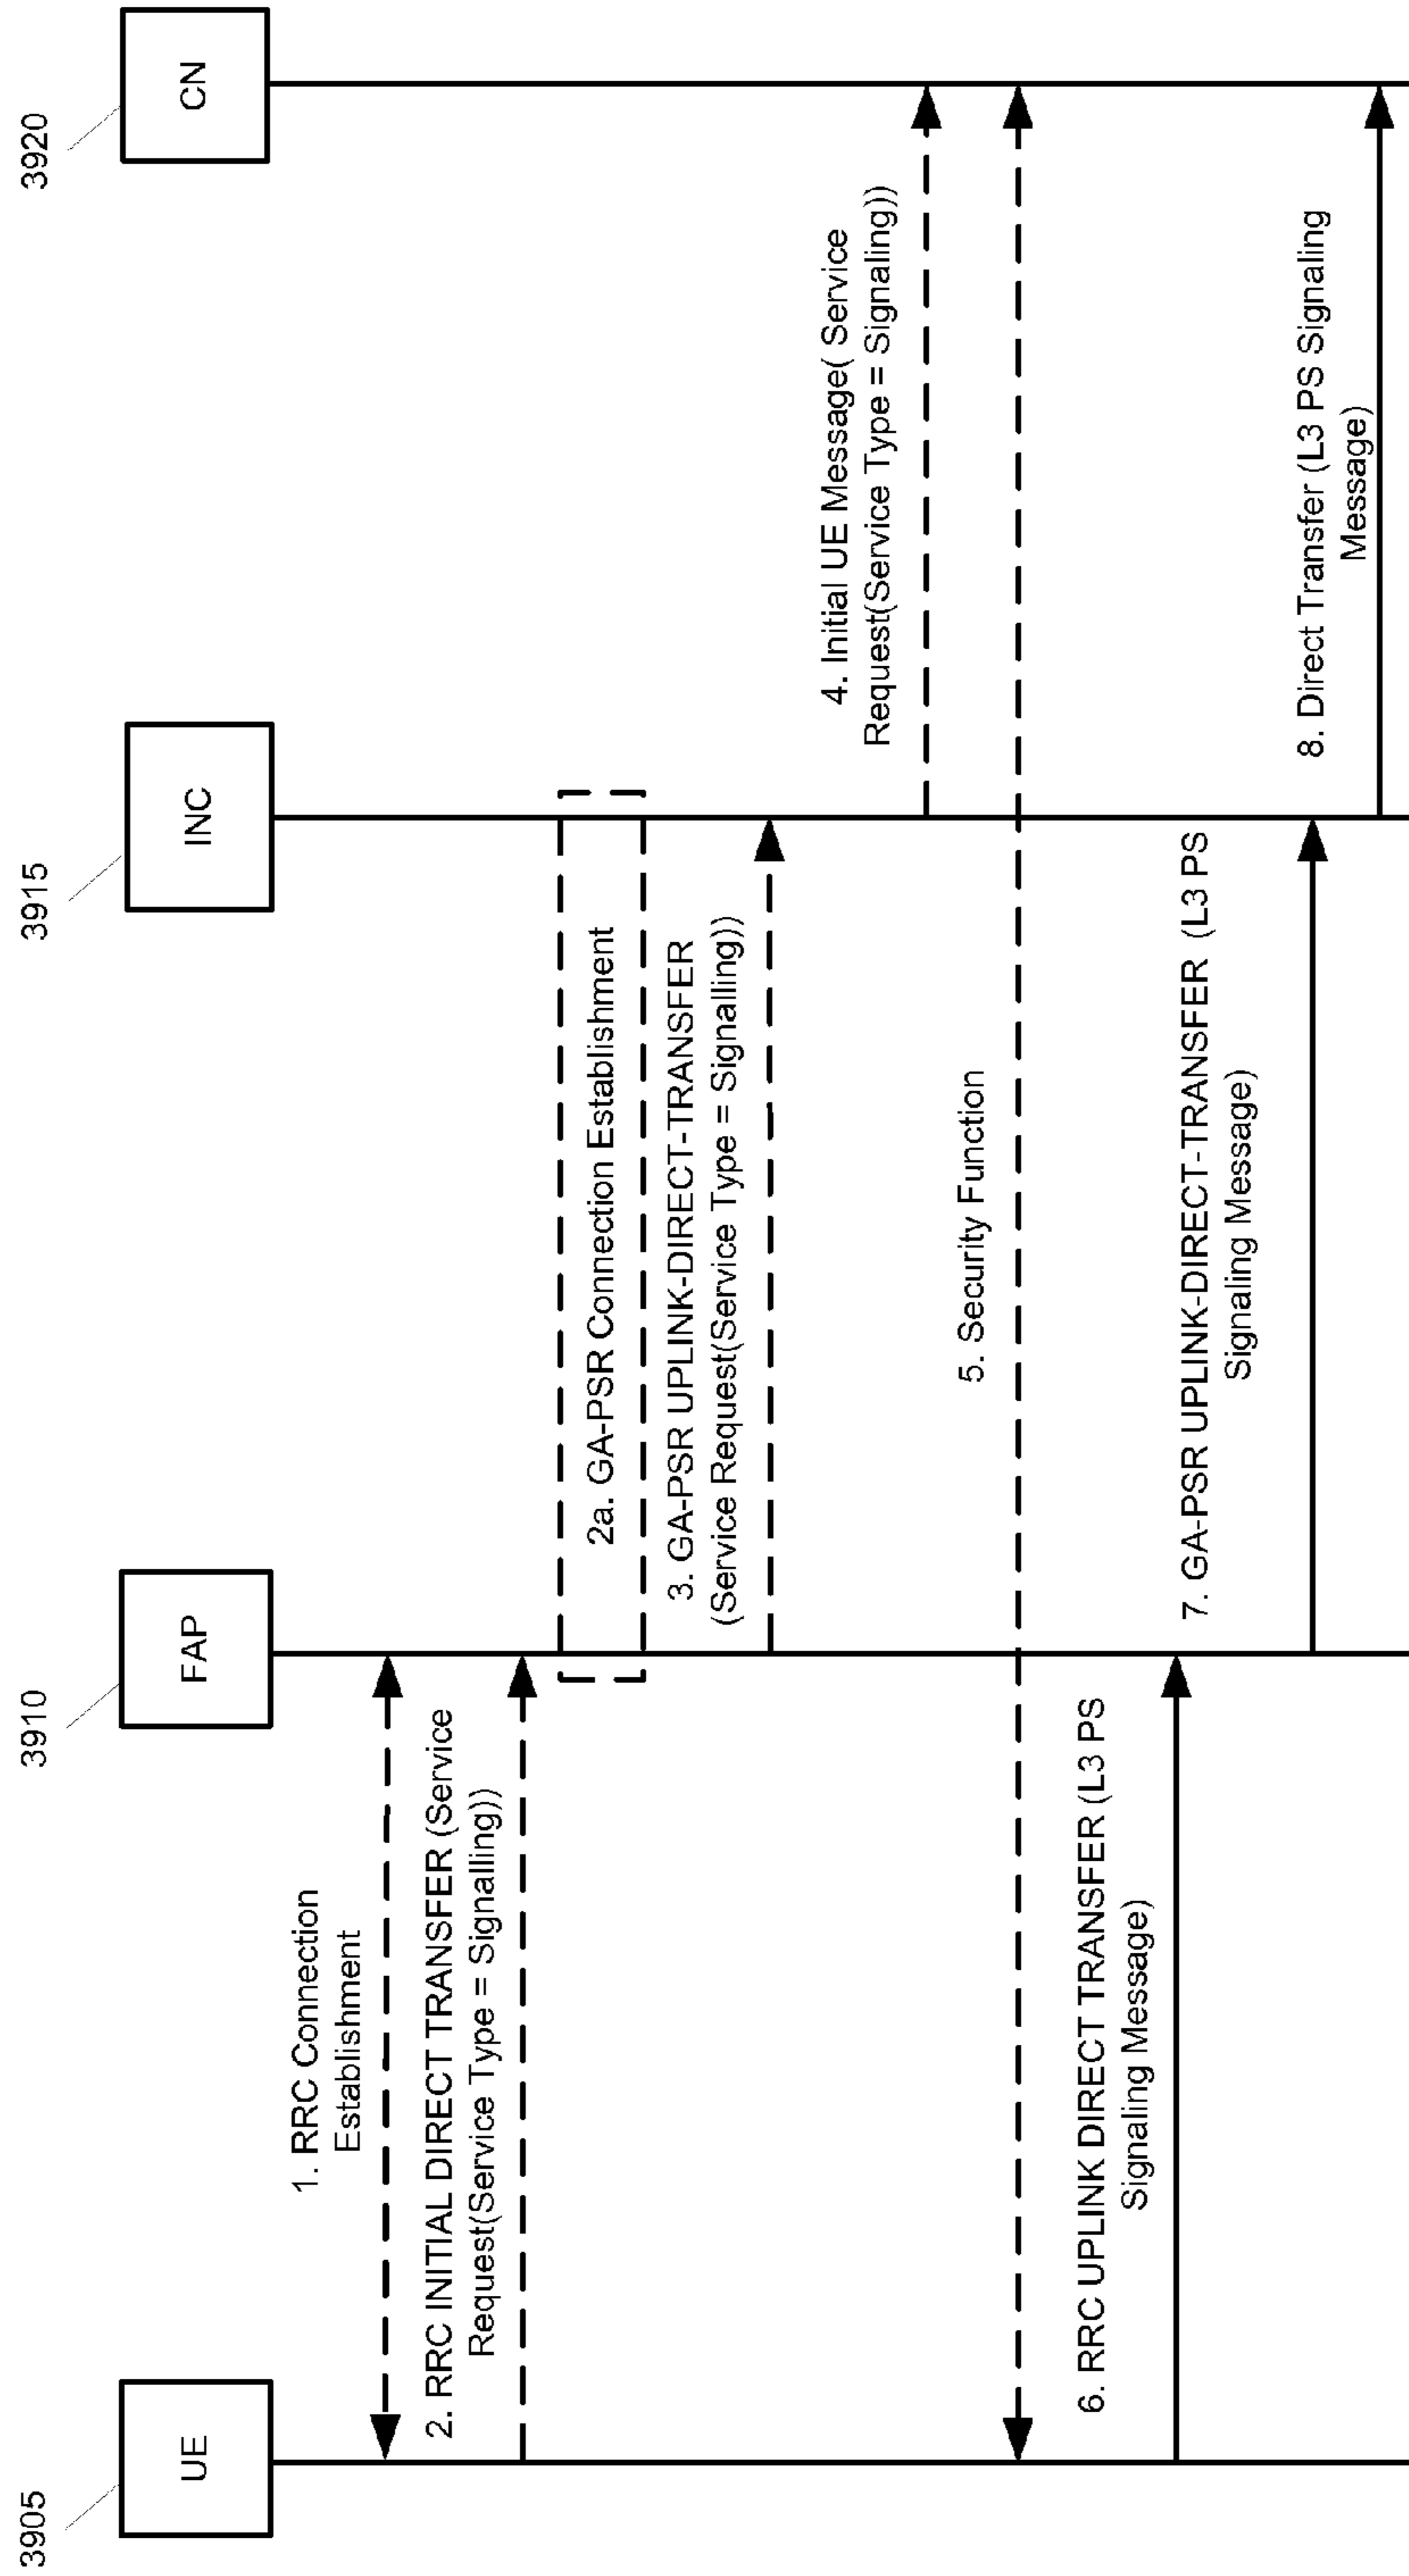 3905
3910
3915
3920
UE
FAP
INC
CN
1. RRC Connection
Establishment
2. RRC INITIAL DIRECT TRANSFER (Service
Request(Service Type = Signalling))
2a. GA-PSR Connection Establishment
3. GA-PSR UPLINK-DIRECT-TRANSFER
(Service Request(Service Type = Signalling))
4. Initial UE Message( Service
Request(Service Type = Signaling))
5. Security Function
6. RRC UPLINK DIRECT TRANSFER (L3 PS
Signaling Message)
7. GA-PSR UPLINK-DIRECT-TRANSFER (L3 PS
Signaling Message)
8. Direct Transfer (L3 PS Signaling
Message)